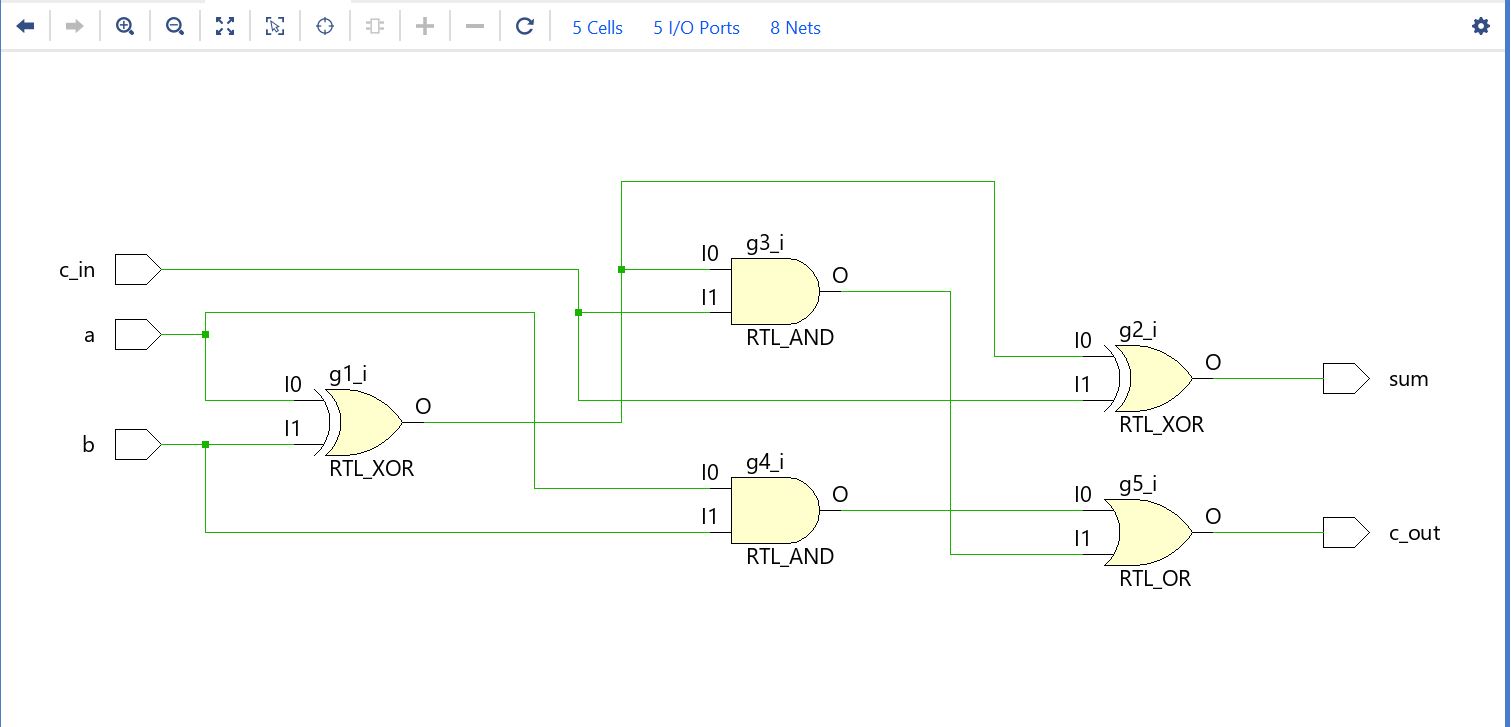 5 Cells 5 I/O Ports 8 Nets
g3_i
I0
O
I1
RTL_AND
c_in
a
b
g1_i
I0
O
I1
RTL_XOR
g2_i
I0
O
I1
RTL_XOR
sum
g4_i
I0
O
I1
RTL_AND
g5_i
I0
O
I1
RTL_OR
c_out